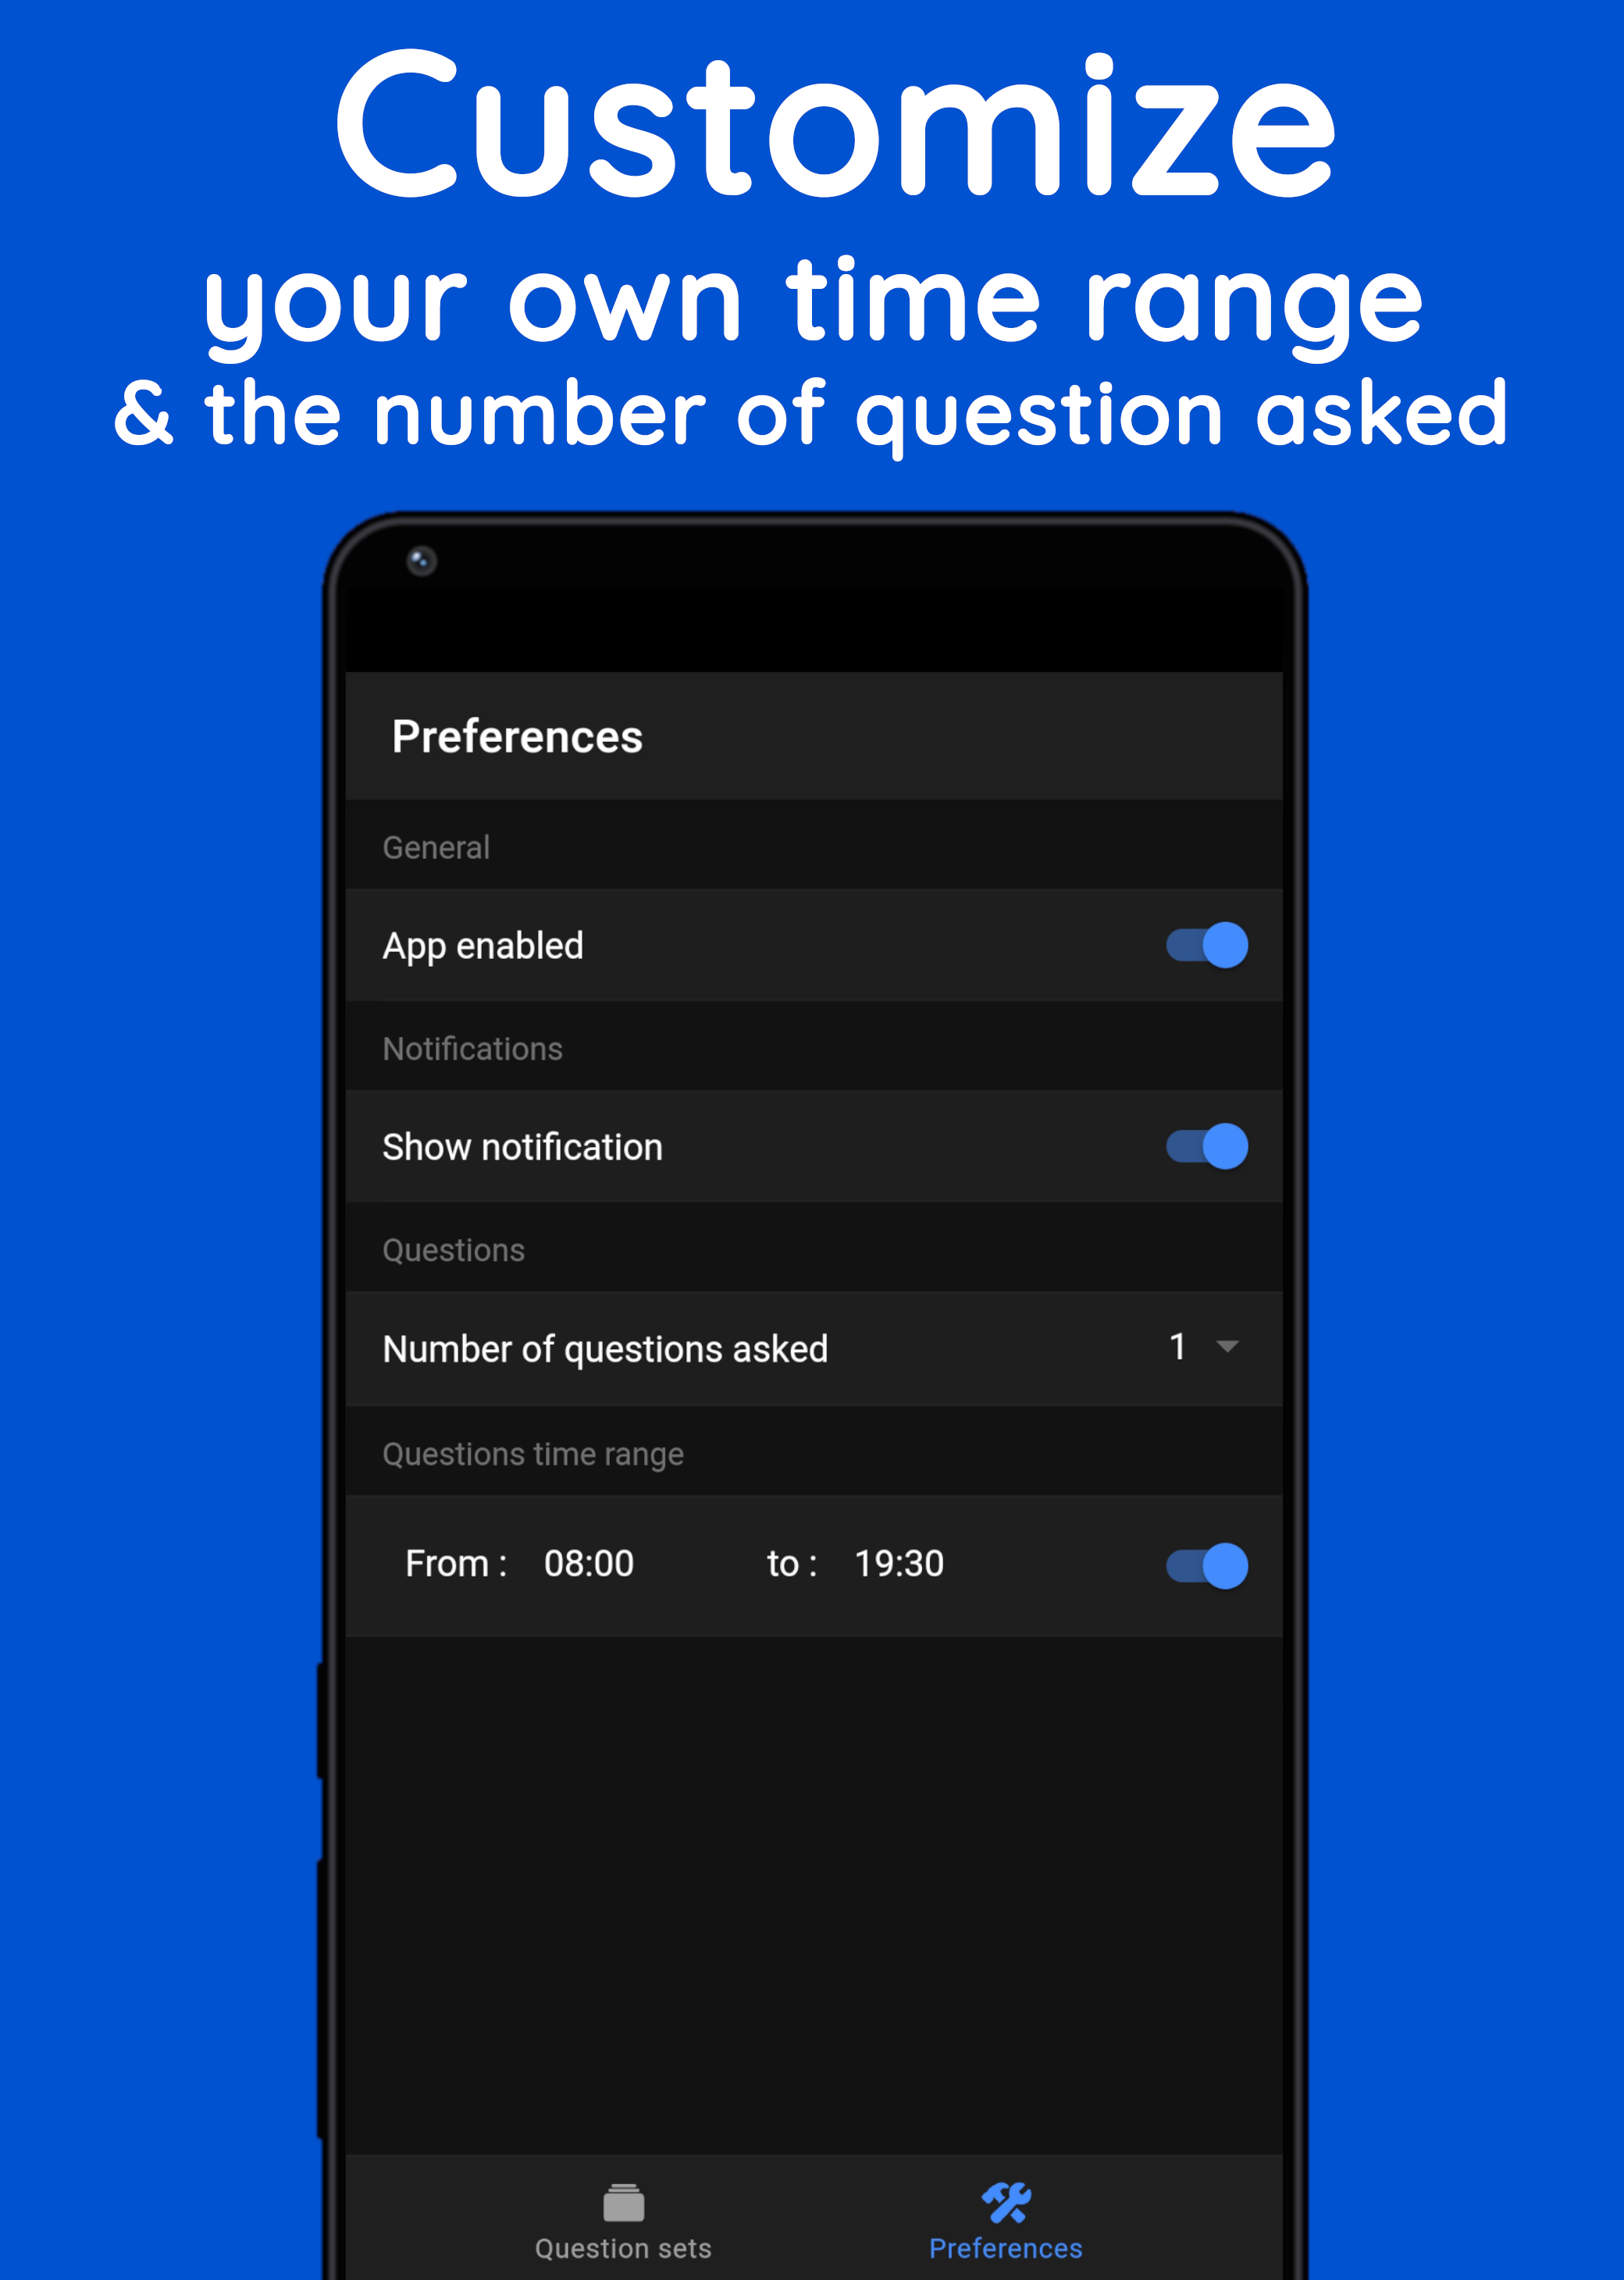 Customize
your own time range
& the number of question asked
Preferences
General
App enabled
Notifications
Show notification
Questions
Number of questions asked 1
Questions time range
From : 08:00 to : 19:30
Question sets Preferences